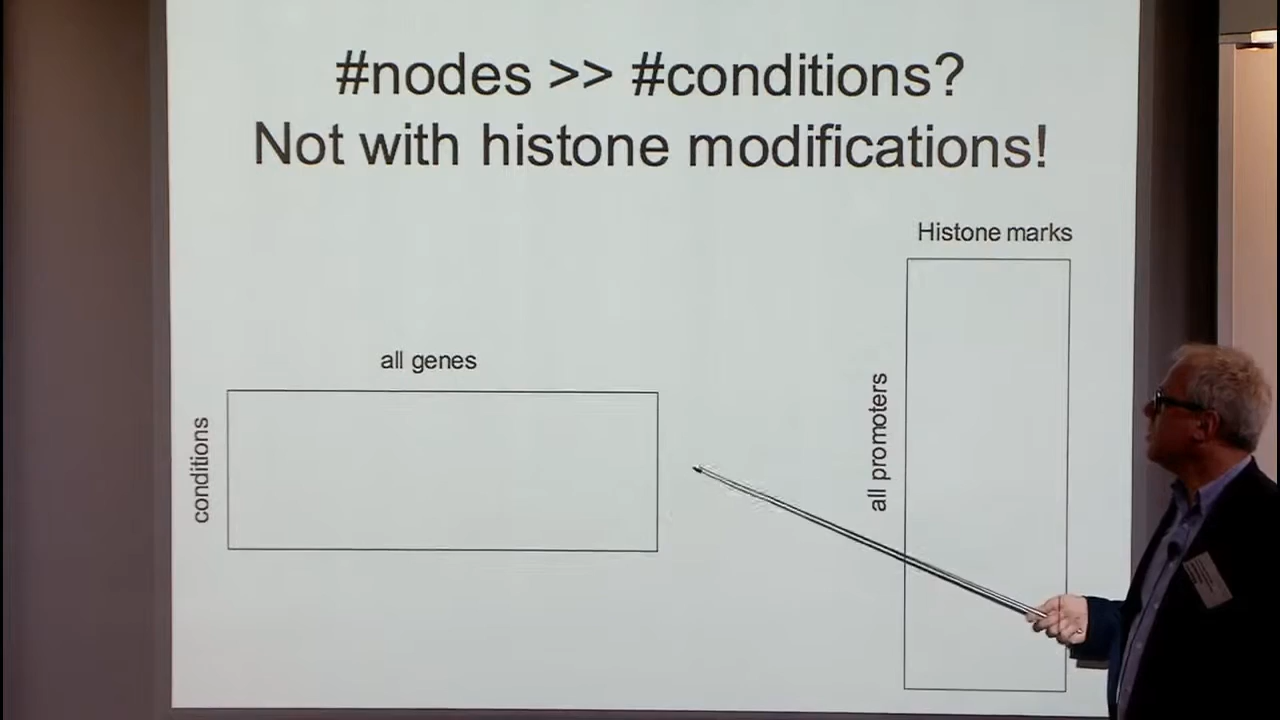 #nodes >> #conditions?
Not with histone modifications!
Histone marks
all genes
conditions
all promoters